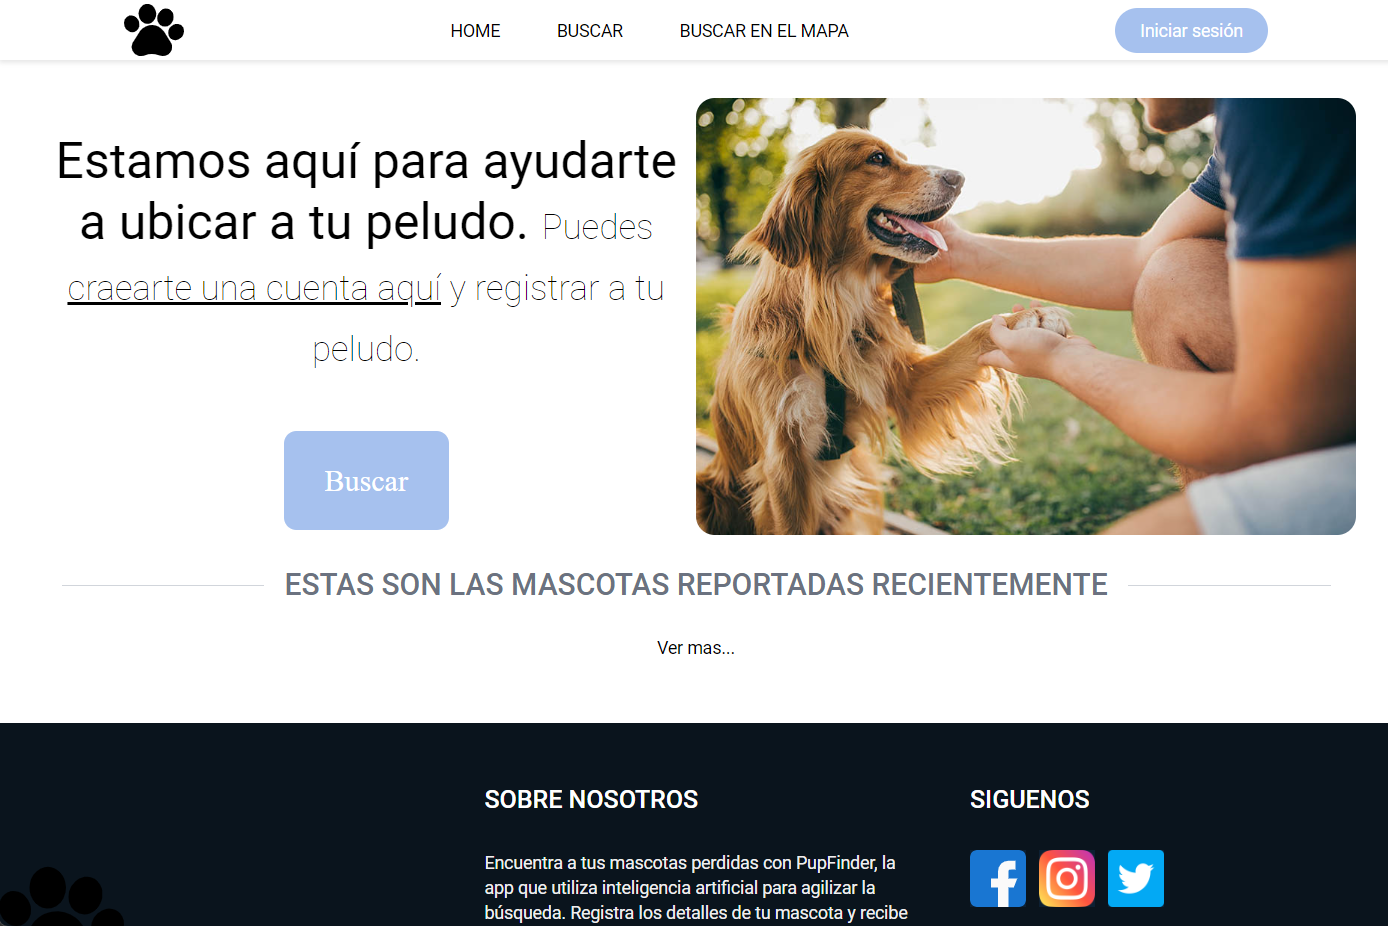 HOME BUSCAR BUSCAR EN EL MAPA Iniciar sesión
Estamos aquí para ayudarte
a ubicar a tu peludo. Puedes
craearte una cuenta aquí y registrar a tu
peludo.
Buscar
ESTAS SON LAS MASCOTAS REPORTADAS RECIENTEMENTE
Ver mas...
SOBRE NOSOTROS
Encuentra a tus mascotas perdidas con PupFinder, la
app que utiliza inteligencia artificial para agilizar la
búsqueda. Registra los detalles de tu mascota y recibe
SIGUENOS